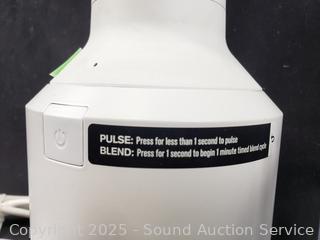 PULSE: Press for less than 1 second to pulse
BLEND: Press for 1 second to begin 1 minute timed blend cycle
Copyright 2025 - Sound Auction Service